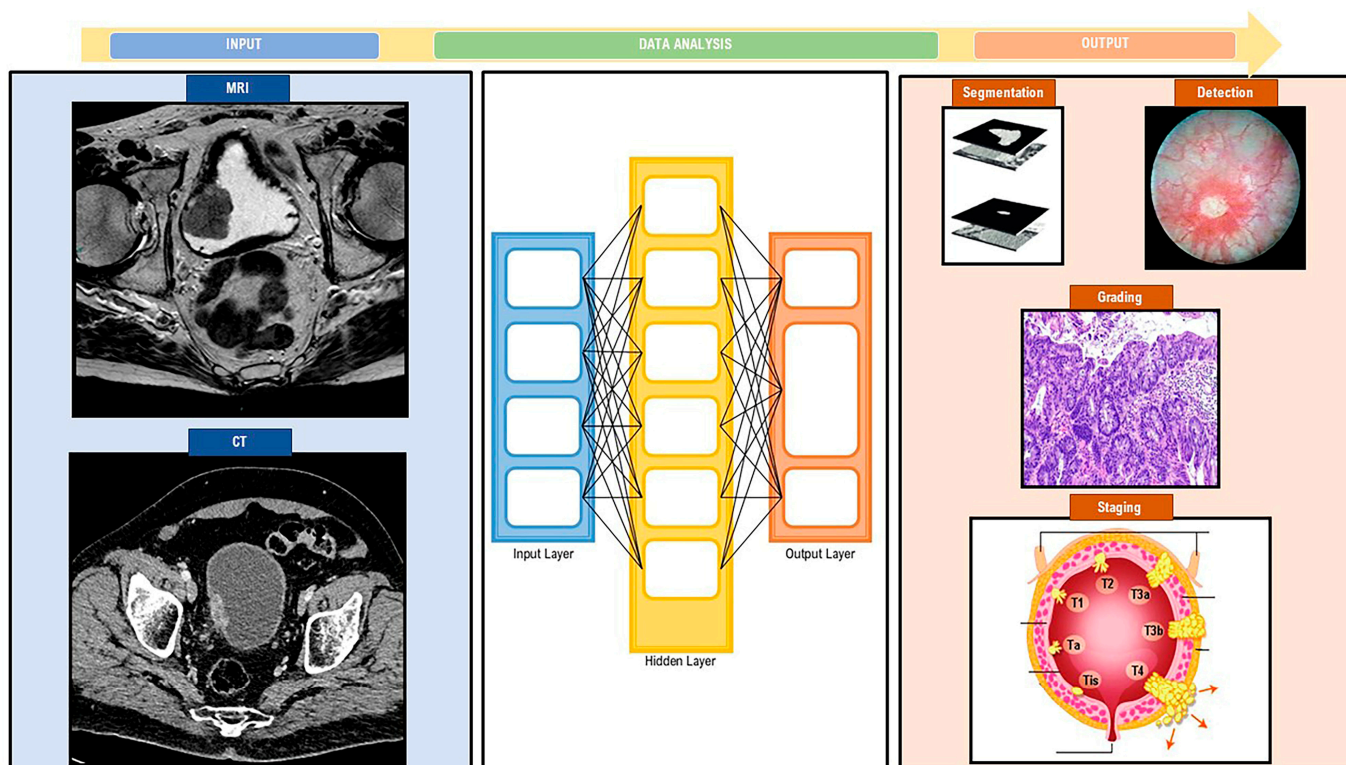 INPUT
DATA ANALYSIS
OUTPUT
MRI
CT
Input Layer
Hidden Layer
Output Layer
Segmentation
Detection
Grading
Staging
T2
T1
T3a
T3b
Ta
T4
Tis